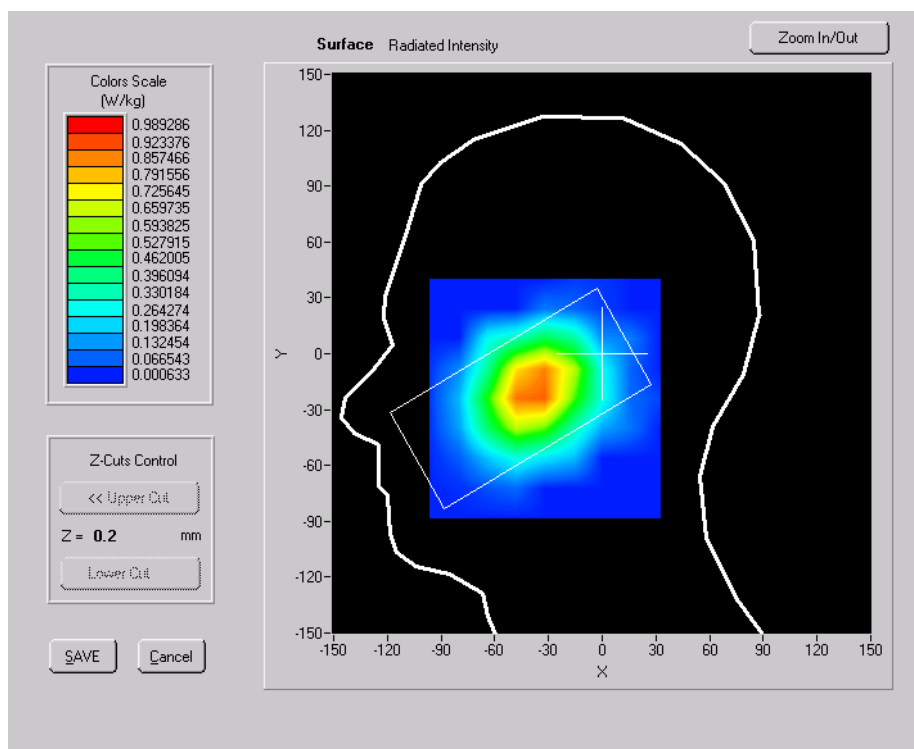 Surface Radiated Intensity
Zoom In/Out
Colors Scale
(W/kg)
0.989286
0.923376
0.857466
0.791556
0.725645
0.659735
0.593825
0.527915
0.462005
0.396094
0.330184
0.264274
0.198364
0.132454
0.066543
0.000633
Z-Cuts Control
<< Upper Cut
Z = 0.2 mm
Lower Cut
SAVE Cancel
150
120
90
60
30
0
-30
-60
-90
-120
-150
Y
-150 -120 -90 -60 -30 0 30 60 90 120 150
X